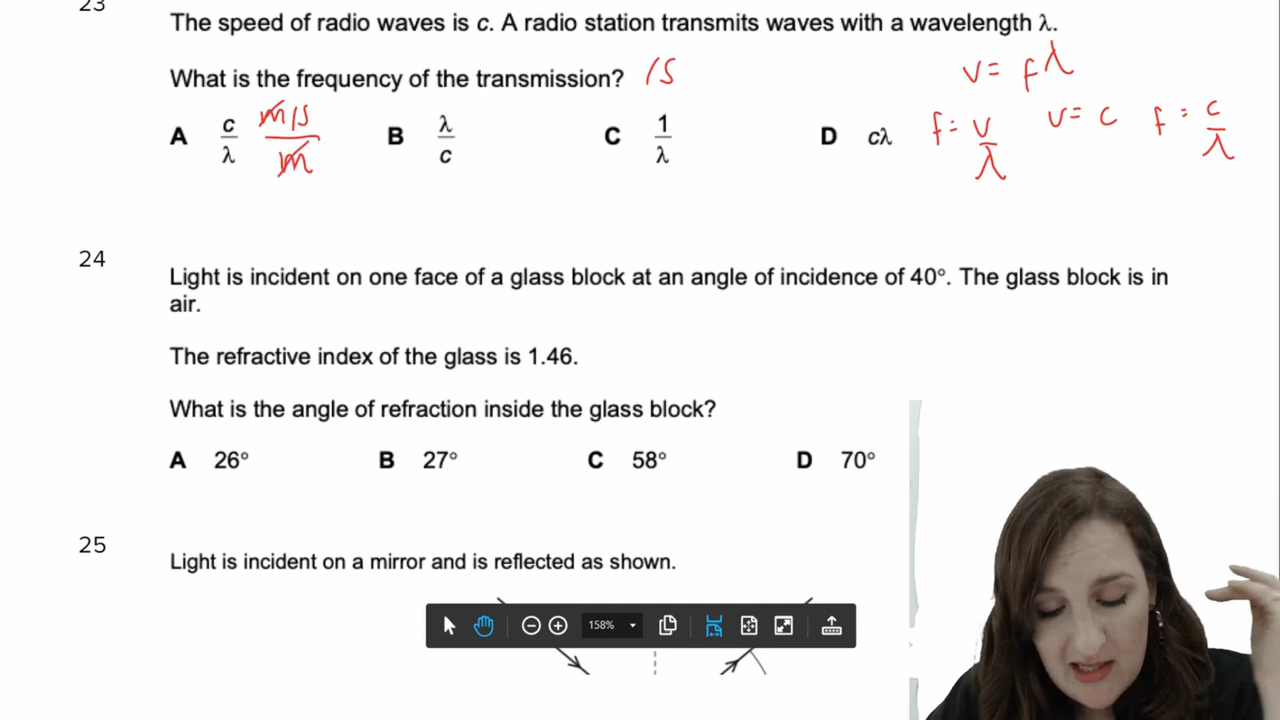 23
The speed of radio waves is c. A radio station transmits waves with a wavelength λ.
What is the frequency of the transmission? /s
v = fλ
A c/λ m/s / m B λ/c C 1/λ D cλ
f = v/λ v = c f = c/λ
24
Light is incident on one face of a glass block at an angle of incidence of 40°. The glass block is in
air.
The refractive index of the glass is 1.46.
What is the angle of refraction inside the glass block?
A 26° B 27° C 58° D 70°
25
Light is incident on a mirror and is reflected as shown.
158%